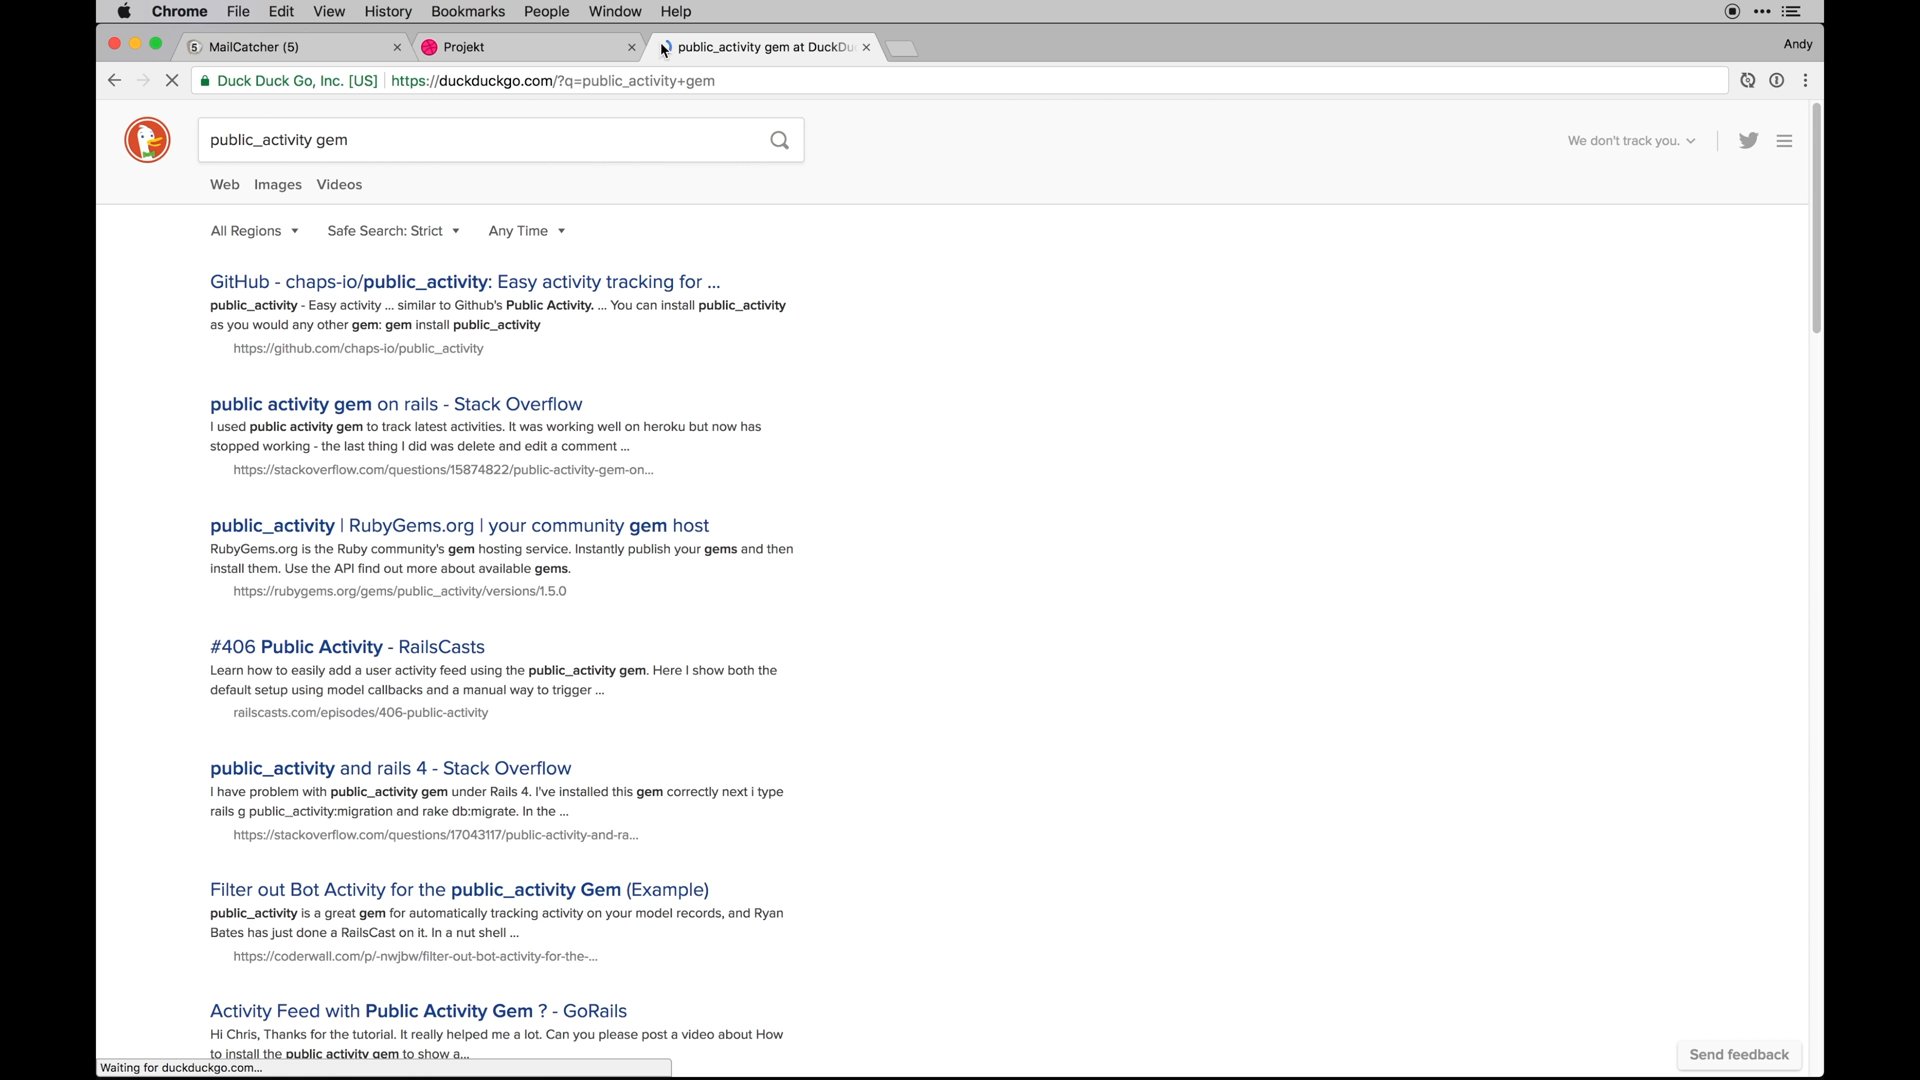 Chrome File Edit View History Bookmarks People Window Help
MailCatcher (5) Projekt public_activity gem at DuckDu Andy
Duck Duck Go, Inc. [US] https://duckduckgo.com/?q=public_activity+gem
public_activity gem We don't track you.
Web Images Videos
All Regions Safe Search: Strict Any Time
GitHub - chaps-io/public_activity: Easy activity tracking for ...
public_activity - Easy activity ... similar to Github's Public Activity. ... You can install public_activity
as you would any other gem: gem install public_activity
https://github.com/chaps-io/public_activity
public activity gem on rails - Stack Overflow
I used public activity gem to track latest activities. It was working well on heroku but now has
stopped working - the last thing I did was delete and edit a comment ...
https://stackoverflow.com/questions/15874822/public-activity-gem-on...
public_activity | RubyGems.org | your community gem host
RubyGems.org is the Ruby community's gem hosting service. Instantly publish your gems and then
install them. Use the API find out more about available gems.
https://rubygems.org/gems/public_activity/versions/1.5.0
#406 Public Activity - RailsCasts
Learn how to easily add a user activity feed using the public_activity gem. Here I show both the
default setup using model callbacks and a manual way to trigger ...
railscasts.com/episodes/406-public-activity
public_activity and rails 4 - Stack Overflow
I have problem with public_activity gem under Rails 4. I've installed this gem correctly next i type
rails g public_activity:migration and rake db:migrate. In the ...
https://stackoverflow.com/questions/17043117/public-activity-and-ra...
Filter out Bot Activity for the public_activity Gem (Example)
public_activity is a great gem for automatically tracking activity on your model records, and Ryan
Bates has just done a RailsCast on it. In a nut shell ...
https://coderwall.com/p/-nwjbw/filter-out-bot-activity-for-the-...
Activity Feed with Public Activity Gem ? - GoRails
Hi Chris, Thanks for the tutorial. It really helped me a lot. Can you please post a video about How
to install the public activity gem to show a...
Send feedback
Waiting for duckduckgo.com...